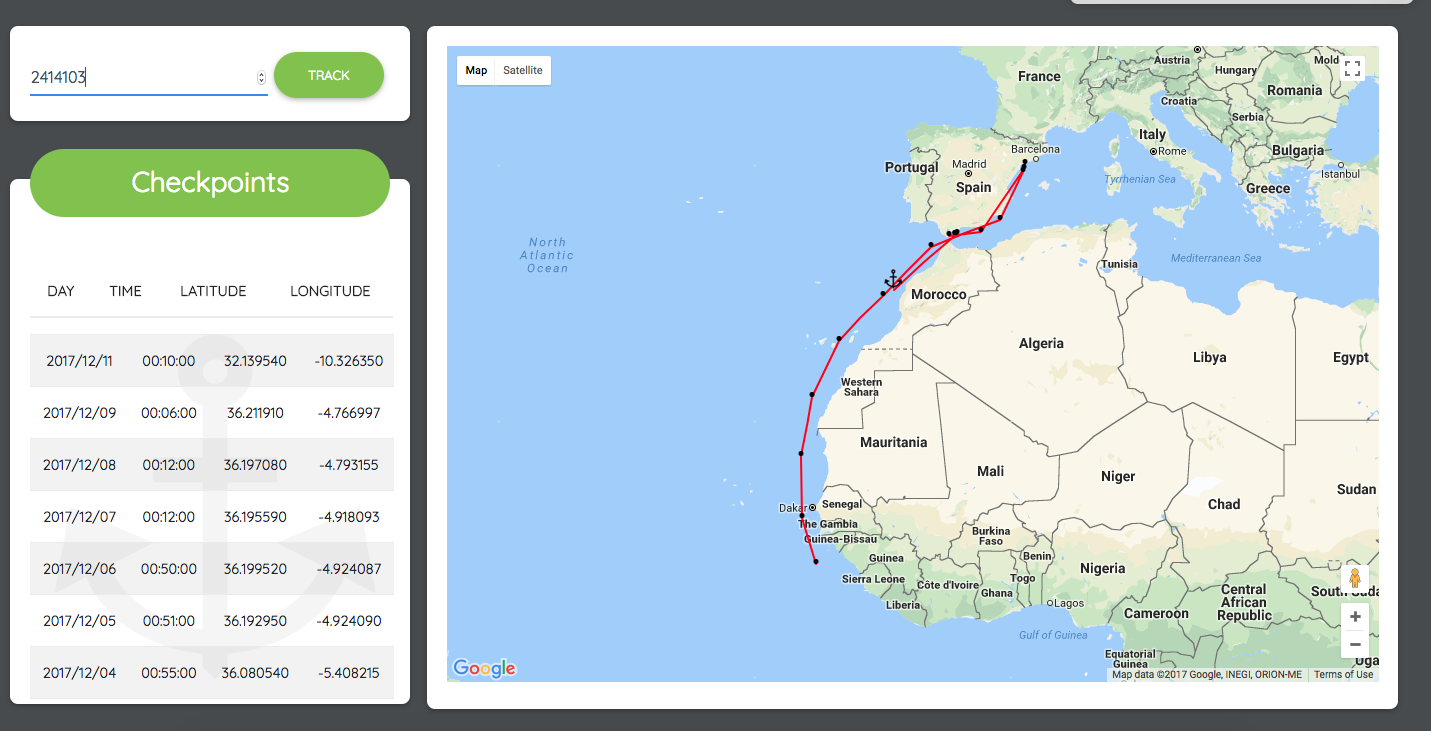 2414103
TRACK
Checkpoints
DAY TIME LATITUDE LONGITUDE
2017/12/11 00:10:00 32.139540 -10.326350
2017/12/09 00:06:00 36.211910 -4.766997
2017/12/08 00:12:00 36.197080 -4.793155
2017/12/07 00:12:00 36.195590 -4.918093
2017/12/06 00:50:00 36.199520 -4.924087
2017/12/05 00:51:00 36.192950 -4.924090
2017/12/04 00:55:00 36.080540 -5.408215
Map Satellite
Austria
Mold
France
Hungary
Romania
Croatia
Serbia
Italy
Barcelona
Rome
Bulgaria
Portugal
Madrid
Istanbul
Spain
Tyrrhenian Sea
Greece
North
Atlantic
Ocean
Mediterranean Sea
Tunisia
Morocco
Algeria
Libya
Egypt
Western
Sahara
Mauritania
Mali
Niger
Sudan
Chad
Dakar
Senegal
The Gambia
Guinea-Bissau
Burkina
Faso
Guinea
Benin
Nigeria
Sierra Leone
Côte d'Ivoire
Togo
Ghana
Liberia
Lagos
Central
African
Republic
South Suda
Cameroon
Gulf of Guinea
Equatorial
Guinea
Uga
Google
Map data ©2017 Google, INEGI, ORION-ME Terms of Use